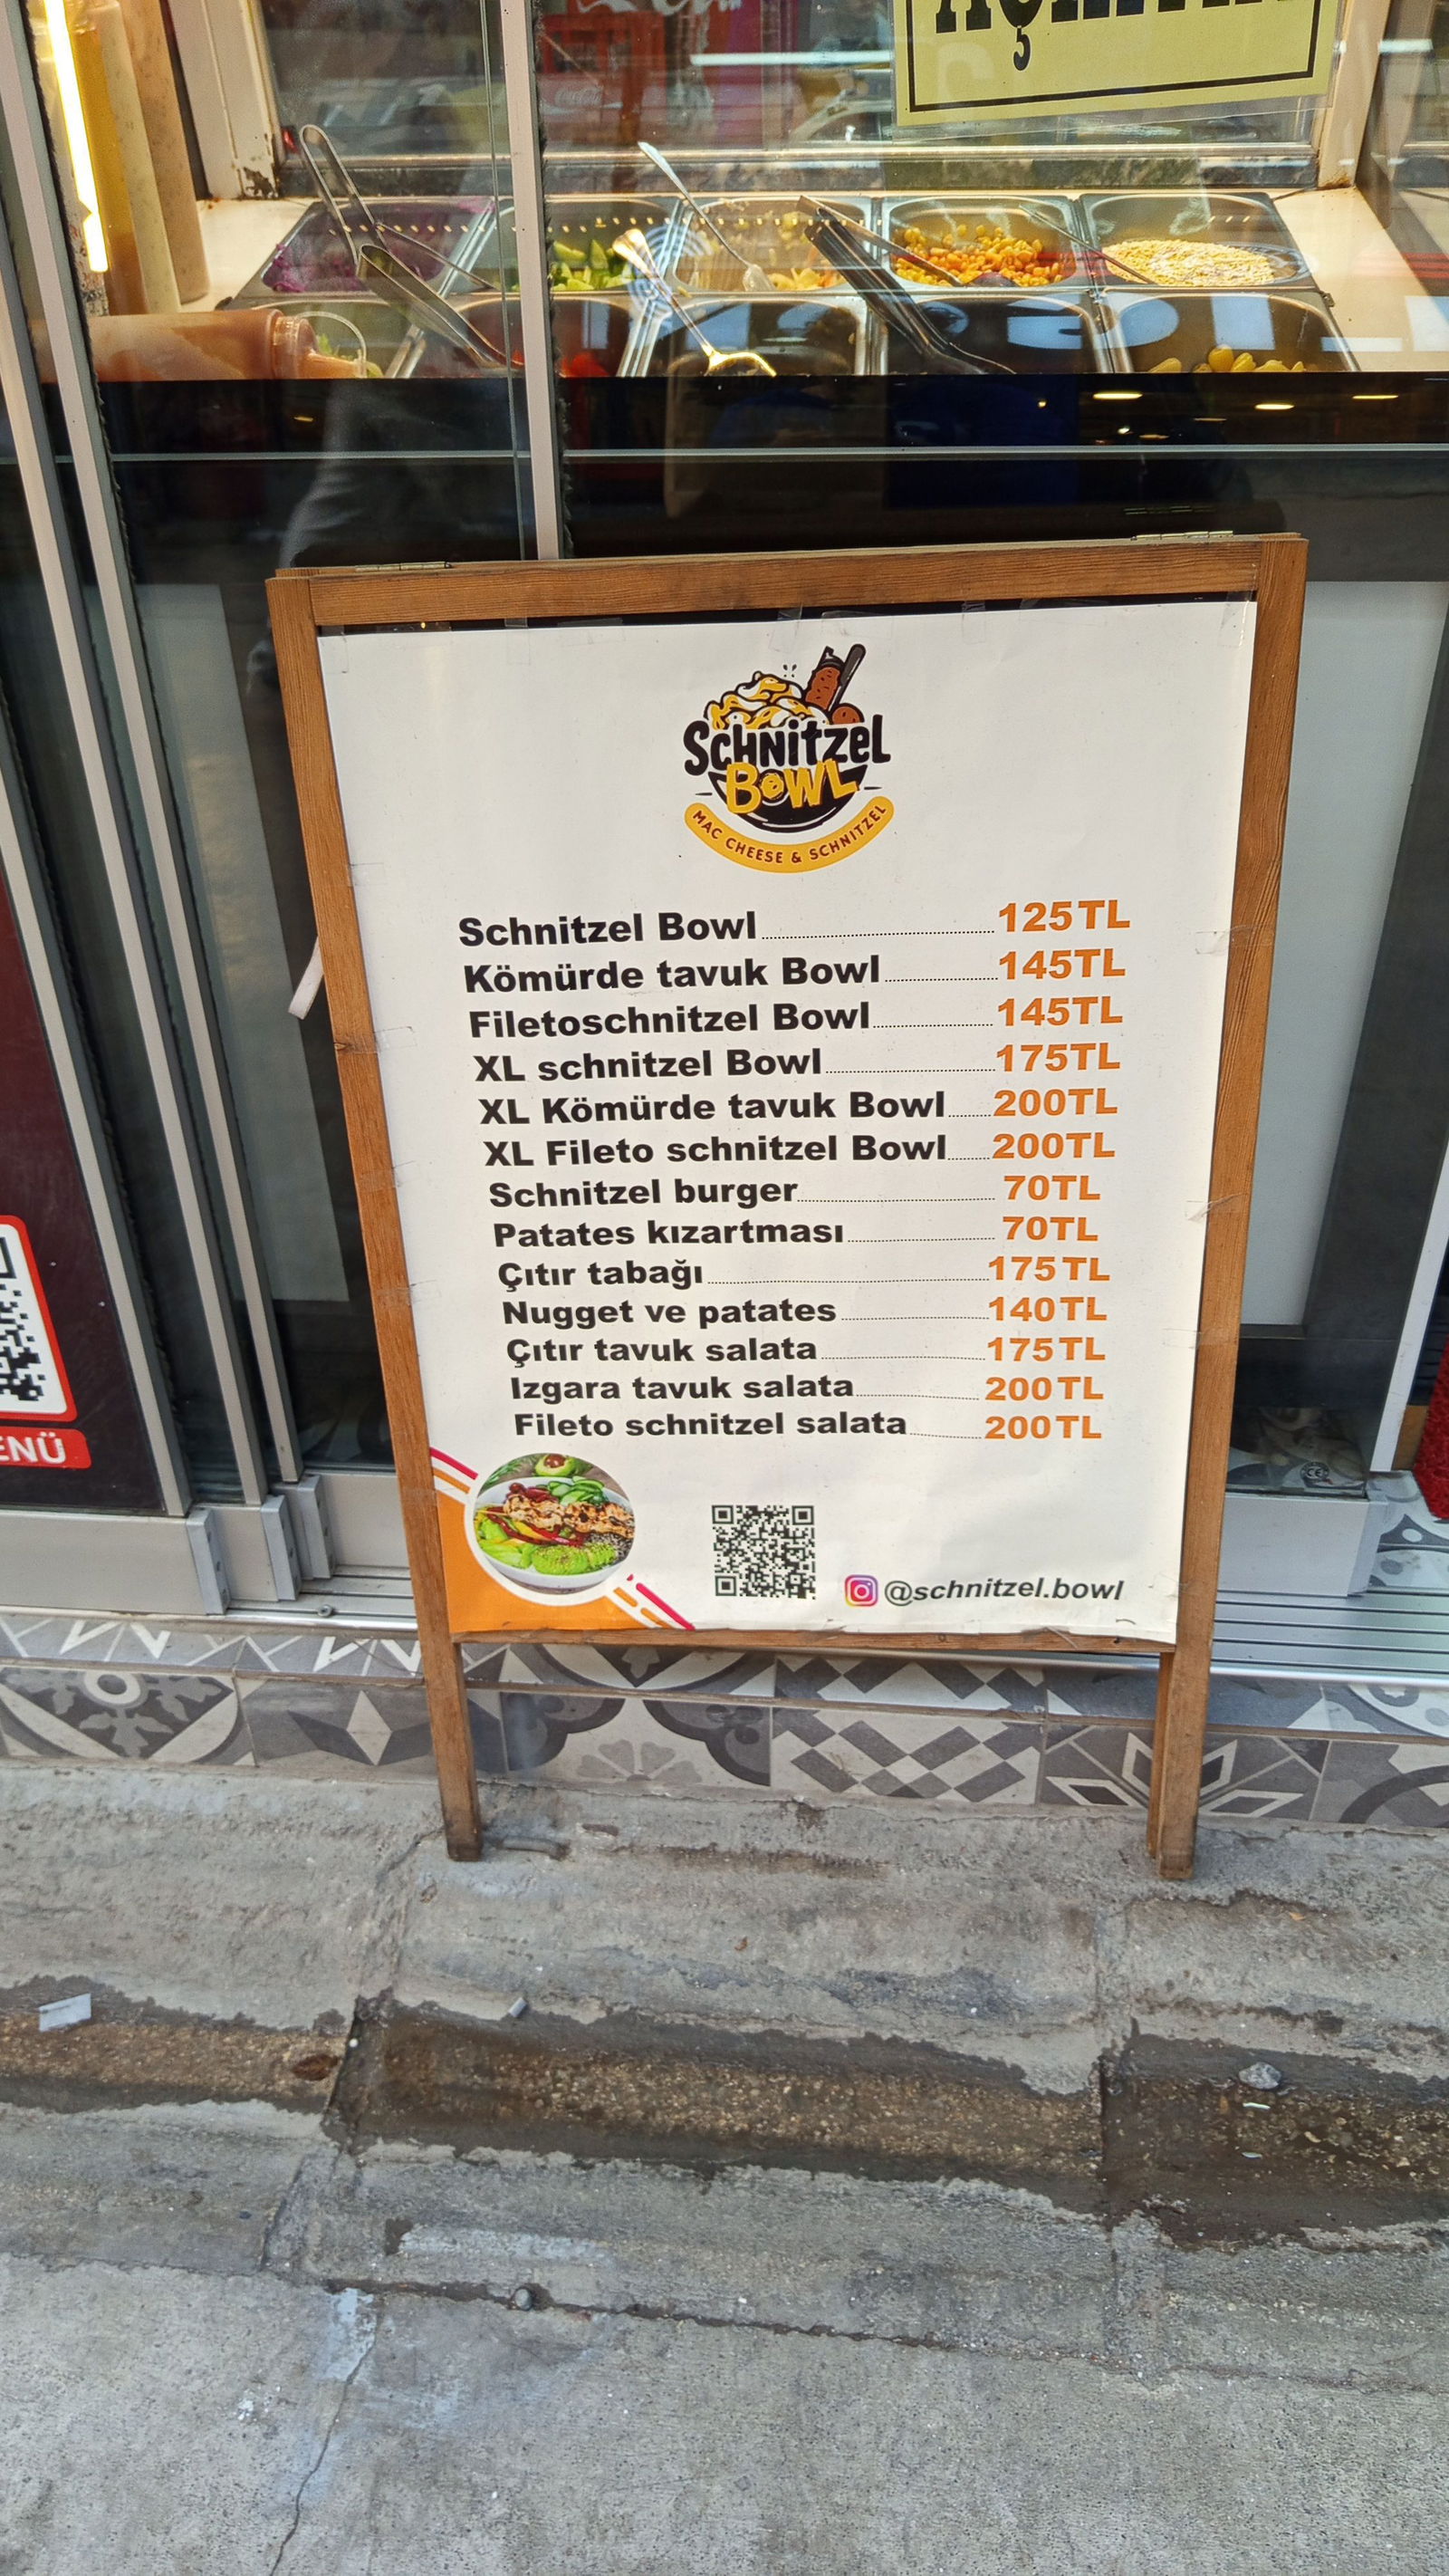 Schnitzel
Bowl
MAC CHEESE & SCHNITZEL
Schnitzel Bowl 125TL
Kömürde tavuk Bowl 145TL
Filetoschnitzel Bowl 145TL
XL schnitzel Bowl 175TL
XL Kömürde tavuk Bowl 200TL
XL Fileto schnitzel Bowl 200TL
Schnitzel burger 70TL
Patates kızartması 70TL
Çıtır tabağı 175TL
Nugget ve patates 140TL
Çıtır tavuk salata 175TL
Izgara tavuk salata 200TL
Fileto schnitzel salata 200TL
ENÜ
@schnitzel.bowl